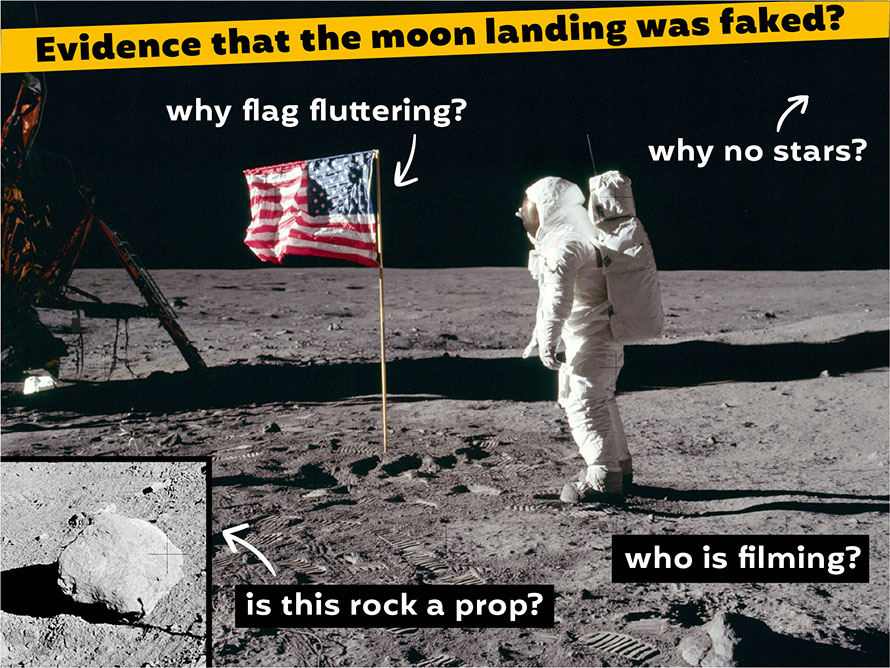 Evidence that the moon landing was faked?
why flag fluttering?
why no stars?
who is filming?
is this rock a prop?